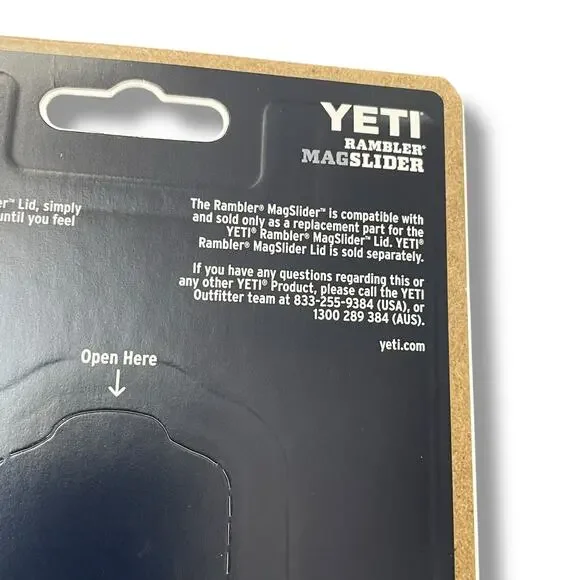 YETI
RAMBLER®
MAGSLIDER
r™ Lid, simply
until you feel
The Rambler® MagSlider™ is compatible with
and sold only as a replacement part for the
YETI® Rambler® MagSlider™ Lid. YETI®
Rambler® MagSlider Lid is sold separately.
If you have any questions regarding this or
any other YETI® Product, please call the YETI
Outfitter team at 833-255-9384 (USA), or
1300 289 384 (AUS).
yeti.com
Open Here